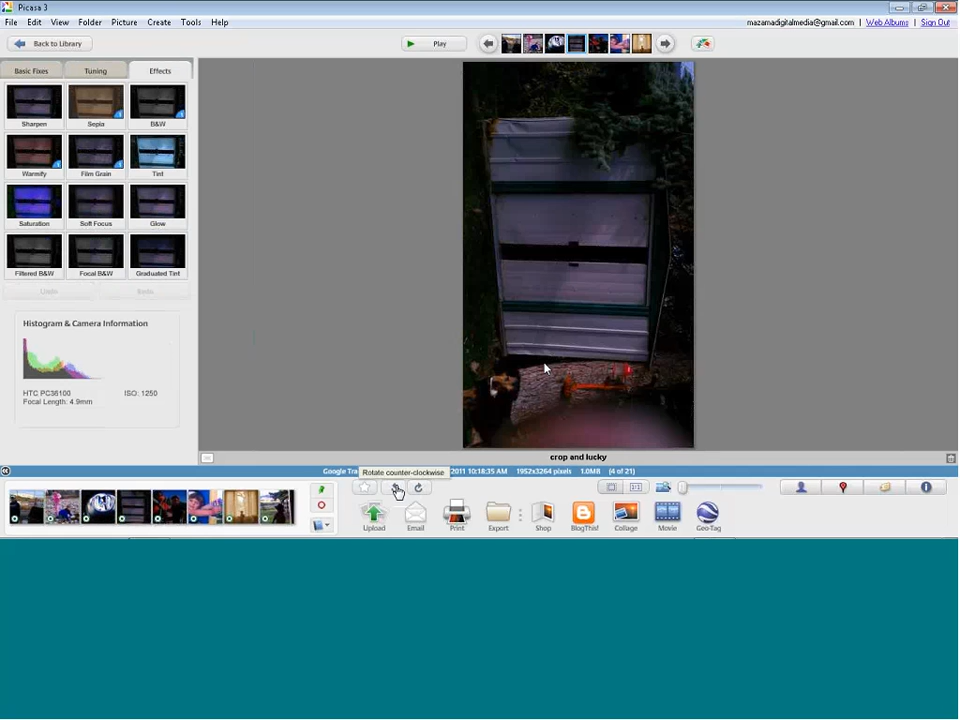 Picasa 3
File Edit View Folder Picture Create Tools Help
mazamadigitalmedia@gmail.com Web Albums Sign Out
Back to Library
Play
Basic Fixes Tuning Effects
Sharpen Sepia B&W
Warmify Film Grain Tint
Saturation Soft Focus Glow
Filtered B&W Focal B&W Graduated Tint
Undo Redo
Histogram & Camera Information
HTC PC36100 ISO: 1250
Focal Length: 4.9mm
crop and lucky
Google Tra
Rotate counter-clockwise
2011 10:18:35 AM 1952x3264 pixels 1.0MB (4 of 21)
1:1
Upload Email Print Export Shop BlogThis! Collage Movie Geo-Tag